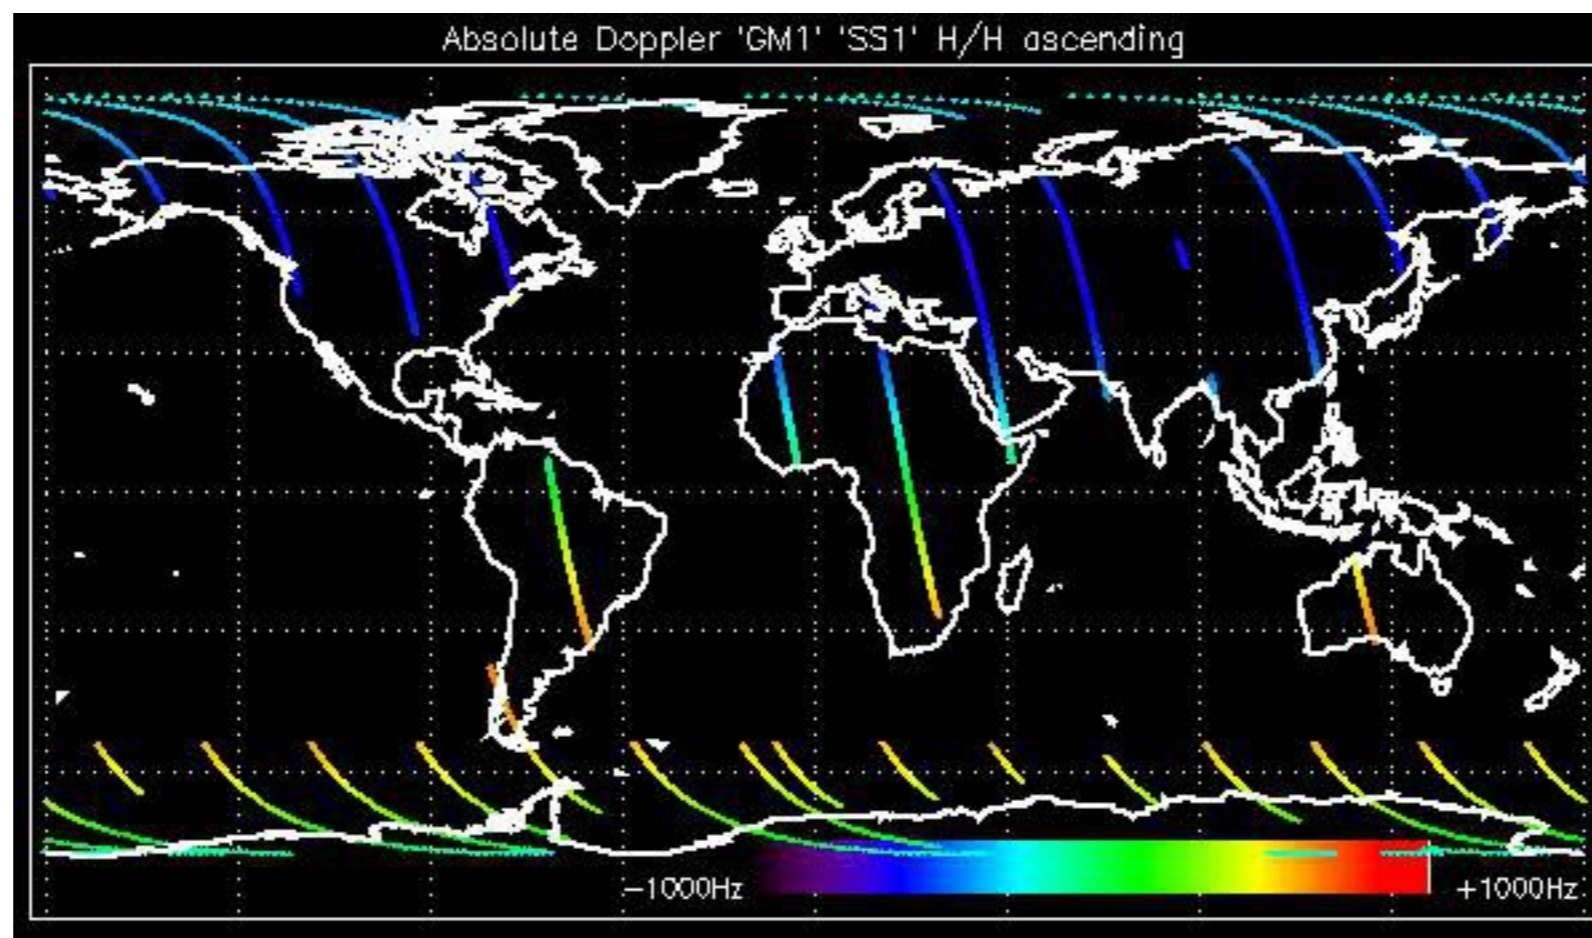 Absolute Doppler 'GM1' 'SS1' H/H ascending
-1000Hz
+1000Hz